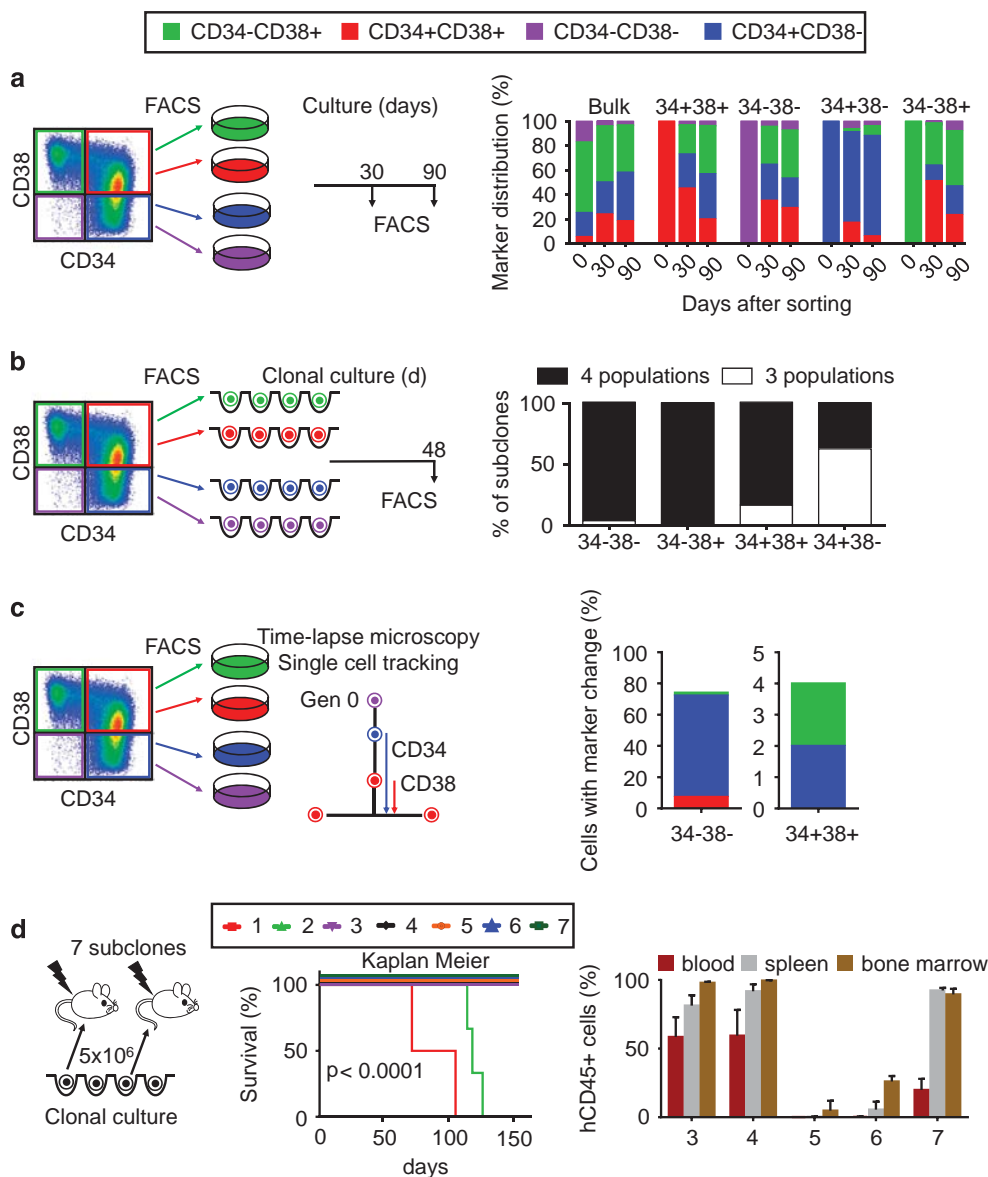 CD34-CD38+ CD34+CD38+ CD34-CD38- CD34+CD38-
a
FACS
Culture (days)
CD38
CD34
30 90
FACS
Marker distribution (%)
Bulk 34+38+ 34-38- 34+38- 34-38+
100
80
60
40
20
0
0 30 90 0 30 90 0 30 90 0 30 90 0 30 90
Days after sorting
b
FACS
Clonal culture (d)
CD38
CD34
48
FACS
4 populations 3 populations
% of subclones
100
50
0
34-38- 34-38+ 34+38+ 34+38-
c
FACS
Time-lapse microscopy
Single cell tracking
CD38
CD34
Gen 0
CD34
CD38
Cells with marker change (%)
100
80
60
40
20
0
34-38-
5
4
3
2
1
0
34+38+
d
7 subclones
5x10⁶
Clonal culture
1 2 3 4 5 6 7
Kaplan Meier
Survival (%)
100
50
0
p< 0.0001
0 50 100 150
days
blood spleen bone marrow
hCD45+ cells (%)
100
50
0
3 4 5 6 7